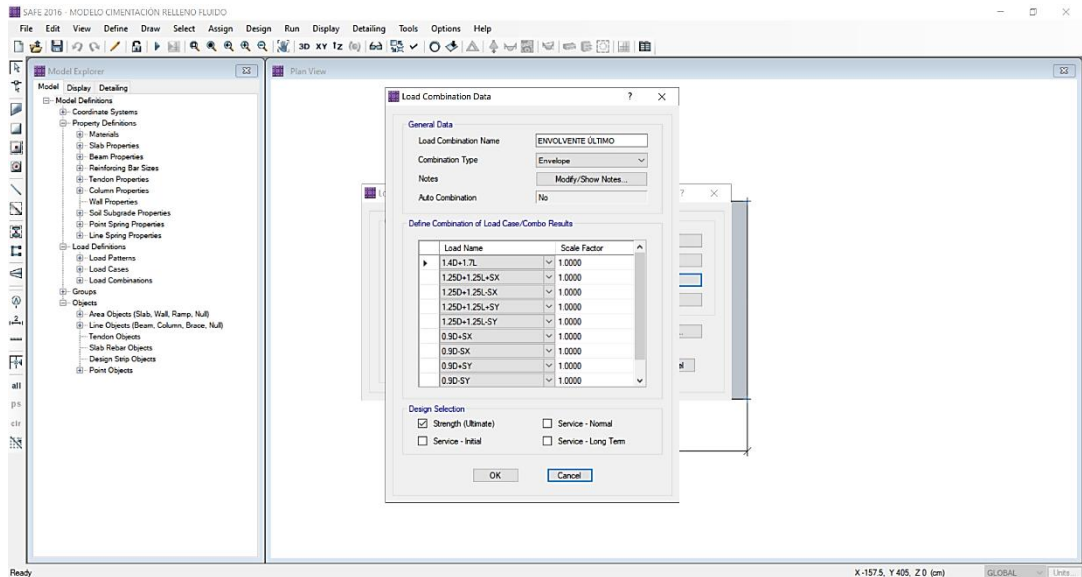 SAFE 2016 - MODELO CIMENTACIÓN RELLENO FLUIDO
File Edit View Define Draw Select Assign Design Run Display Detailing Tools Options Help
3D XY
Model Explorer
Model Display Detailing
Model Definitions
Coordinate Systems
Property Definitions
Materials
Slab Properties
Beam Properties
Reinforcing Bar Sizes
Tendon Properties
Column Properties
Wall Properties
Soil Subgrade Properties
Point Spring Properties
Line Spring Properties
Load Definitions
Load Patterns
Load Cases
Load Combinations
Groups
Objects
Area Objects (Slab, Wall, Ramp, Null)
Line Objects (Beam, Column, Brace, Null)
Tendon Objects
Slab Rebar Objects
Design Strip Objects
Point Objects
all
ps
clr
Plan View
Load Combination Data ?
General Data
Load Combination Name ENVOLVENTE ÚLTIMO
Combination Type Envelope
Notes Modify/Show Notes...
Auto Combination No
Define Combination of Load Case/Combo Results
Load Name Scale Factor
1.4D+1.7L 1.0000
1.25D+1.25L+SX 1.0000
1.25D+1.25L-SX 1.0000
1.25D+1.25L+SY 1.0000
1.25D+1.25L-SY 1.0000
0.9D+SX 1.0000
0.9D-SX 1.0000
0.9D+SY 1.0000
0.9D-SY 1.0000
Design Selection
Strength (Ultimate) Service - Normal
Service - Initial Service - Long Term
OK Cancel
Ready X -157.5, Y 405, Z 0 (cm) GLOBAL Units...